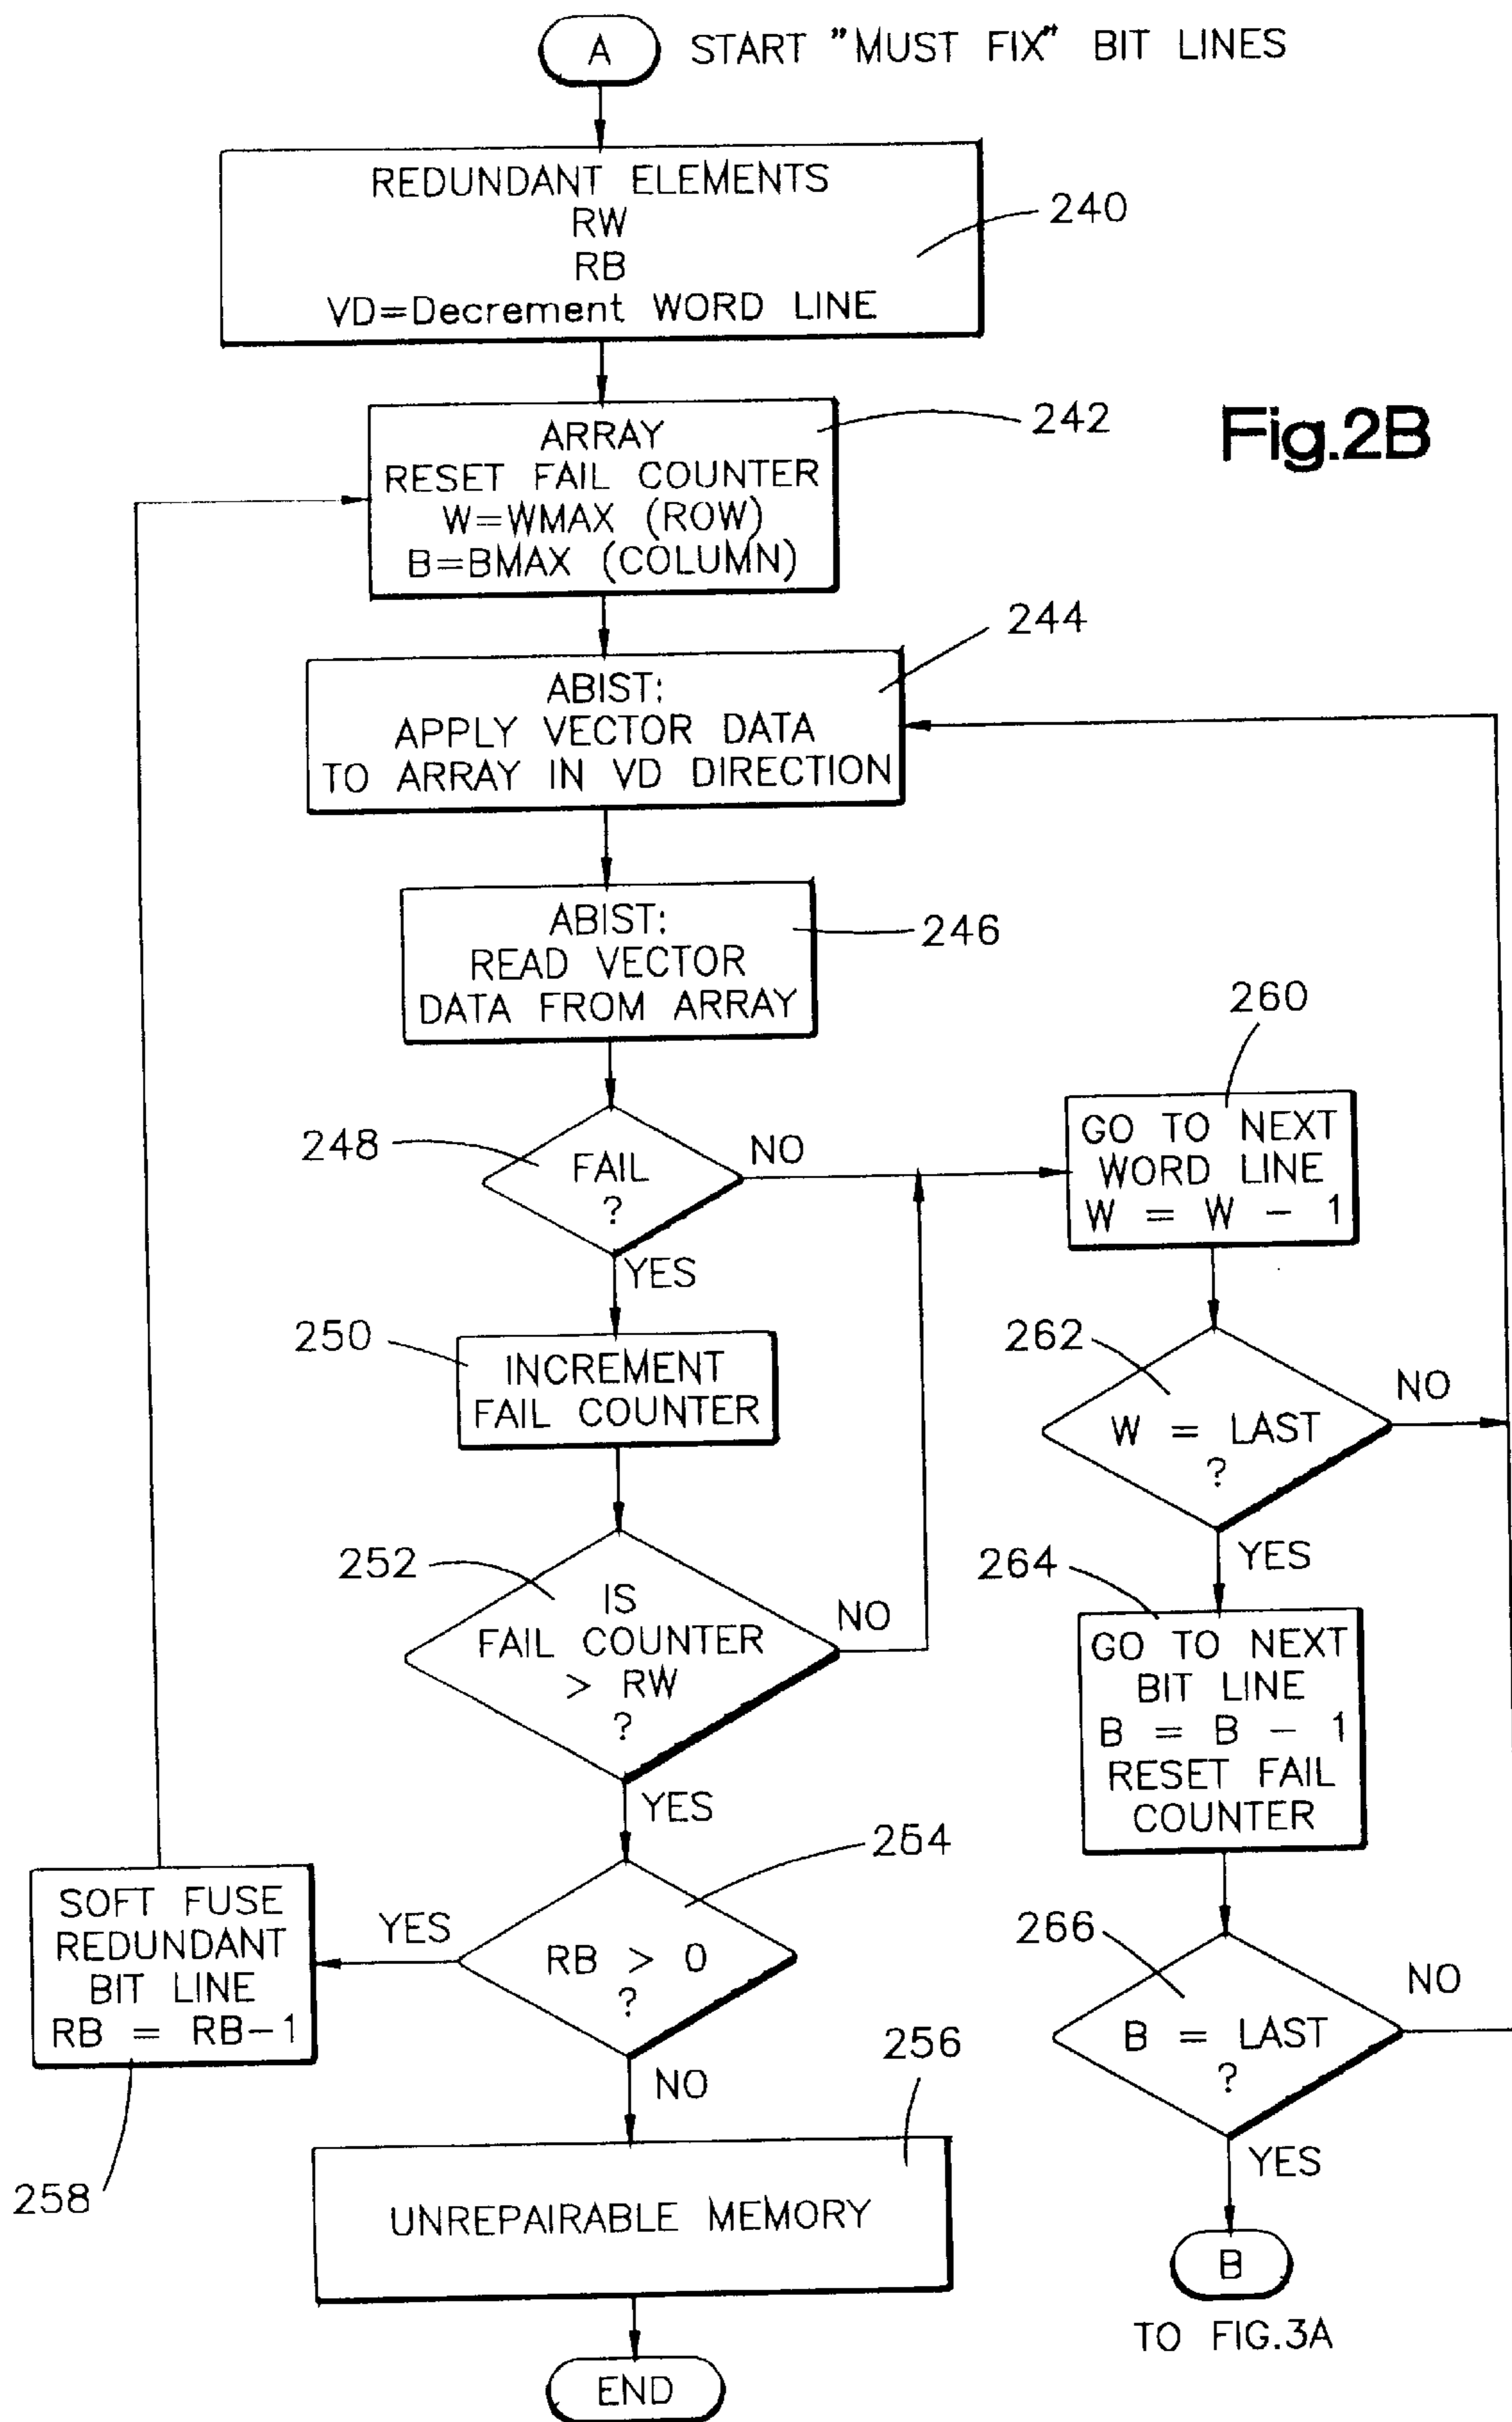 A
START "MUST FIX" BIT LINES
REDUNDANT ELEMENTS
RW
RB
VD=Decrement WORD LINE
240
Fig.2B
ARRAY
RESET FAIL COUNTER
W=WMAX (ROW)
B=BMAX (COLUMN)
242
ABIST:
APPLY VECTOR DATA
TO ARRAY IN VD DIRECTION
244
ABIST:
READ VECTOR
DATA FROM ARRAY
246
248
FAIL
?
NO
YES
250
INCREMENT
FAIL COUNTER
252
IS
FAIL COUNTER
> RW
?
NO
YES
254
RB > 0
?
YES
NO
SOFT FUSE
REDUNDANT
BIT LINE
RB = RB-1
258
256
UNREPAIRABLE MEMORY
END
260
GO TO NEXT
WORD LINE
W = W - 1
262
W = LAST
?
NO
YES
264
GO TO NEXT
BIT LINE
B = B - 1
RESET FAIL
COUNTER
266
B = LAST
?
NO
YES
B
TO FIG.3A